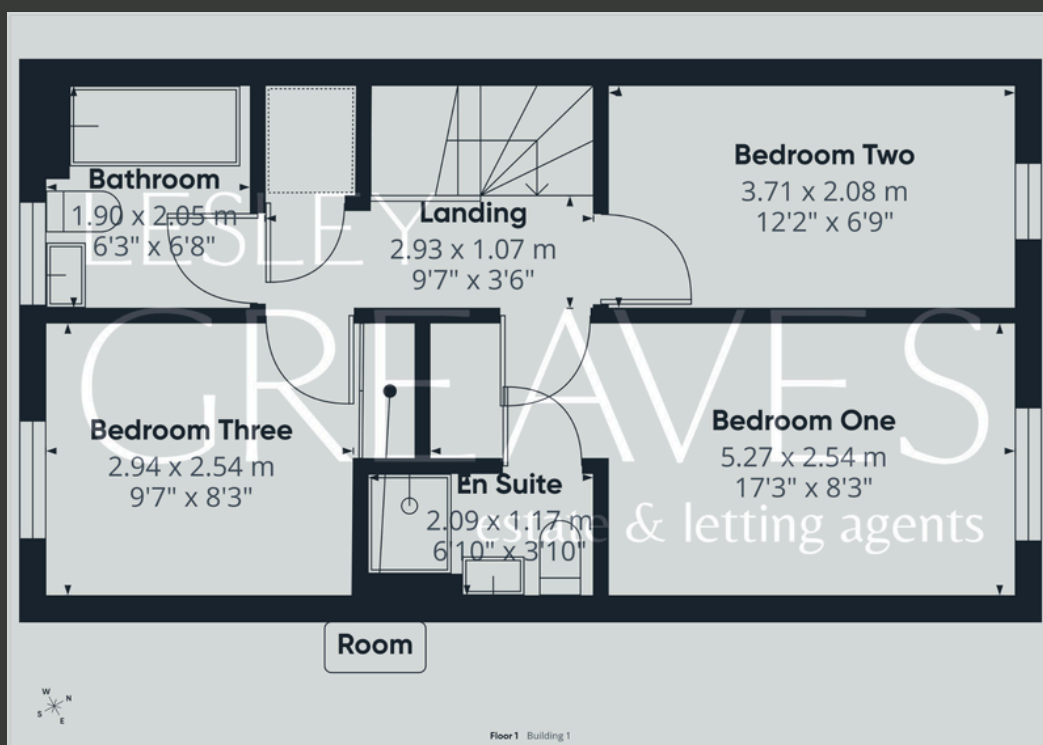 Bathroom
1.90 x 2.05 m
6'3" x 6'8"
Landing
2.93 x 1.07 m
9'7" x 3'6"
Bedroom Two
3.71 x 2.08 m
12'2" x 6'9"
LESLEY
GREAVES
estate & letting agents
Bedroom Three
2.94 x 2.54 m
9'7" x 8'3"
En Suite
2.09 x 1.17 m
6'10" x 3'10"
Bedroom One
5.27 x 2.54 m
17'3" x 8'3"
Room
W
N
S
E
Floor 1 Building 1